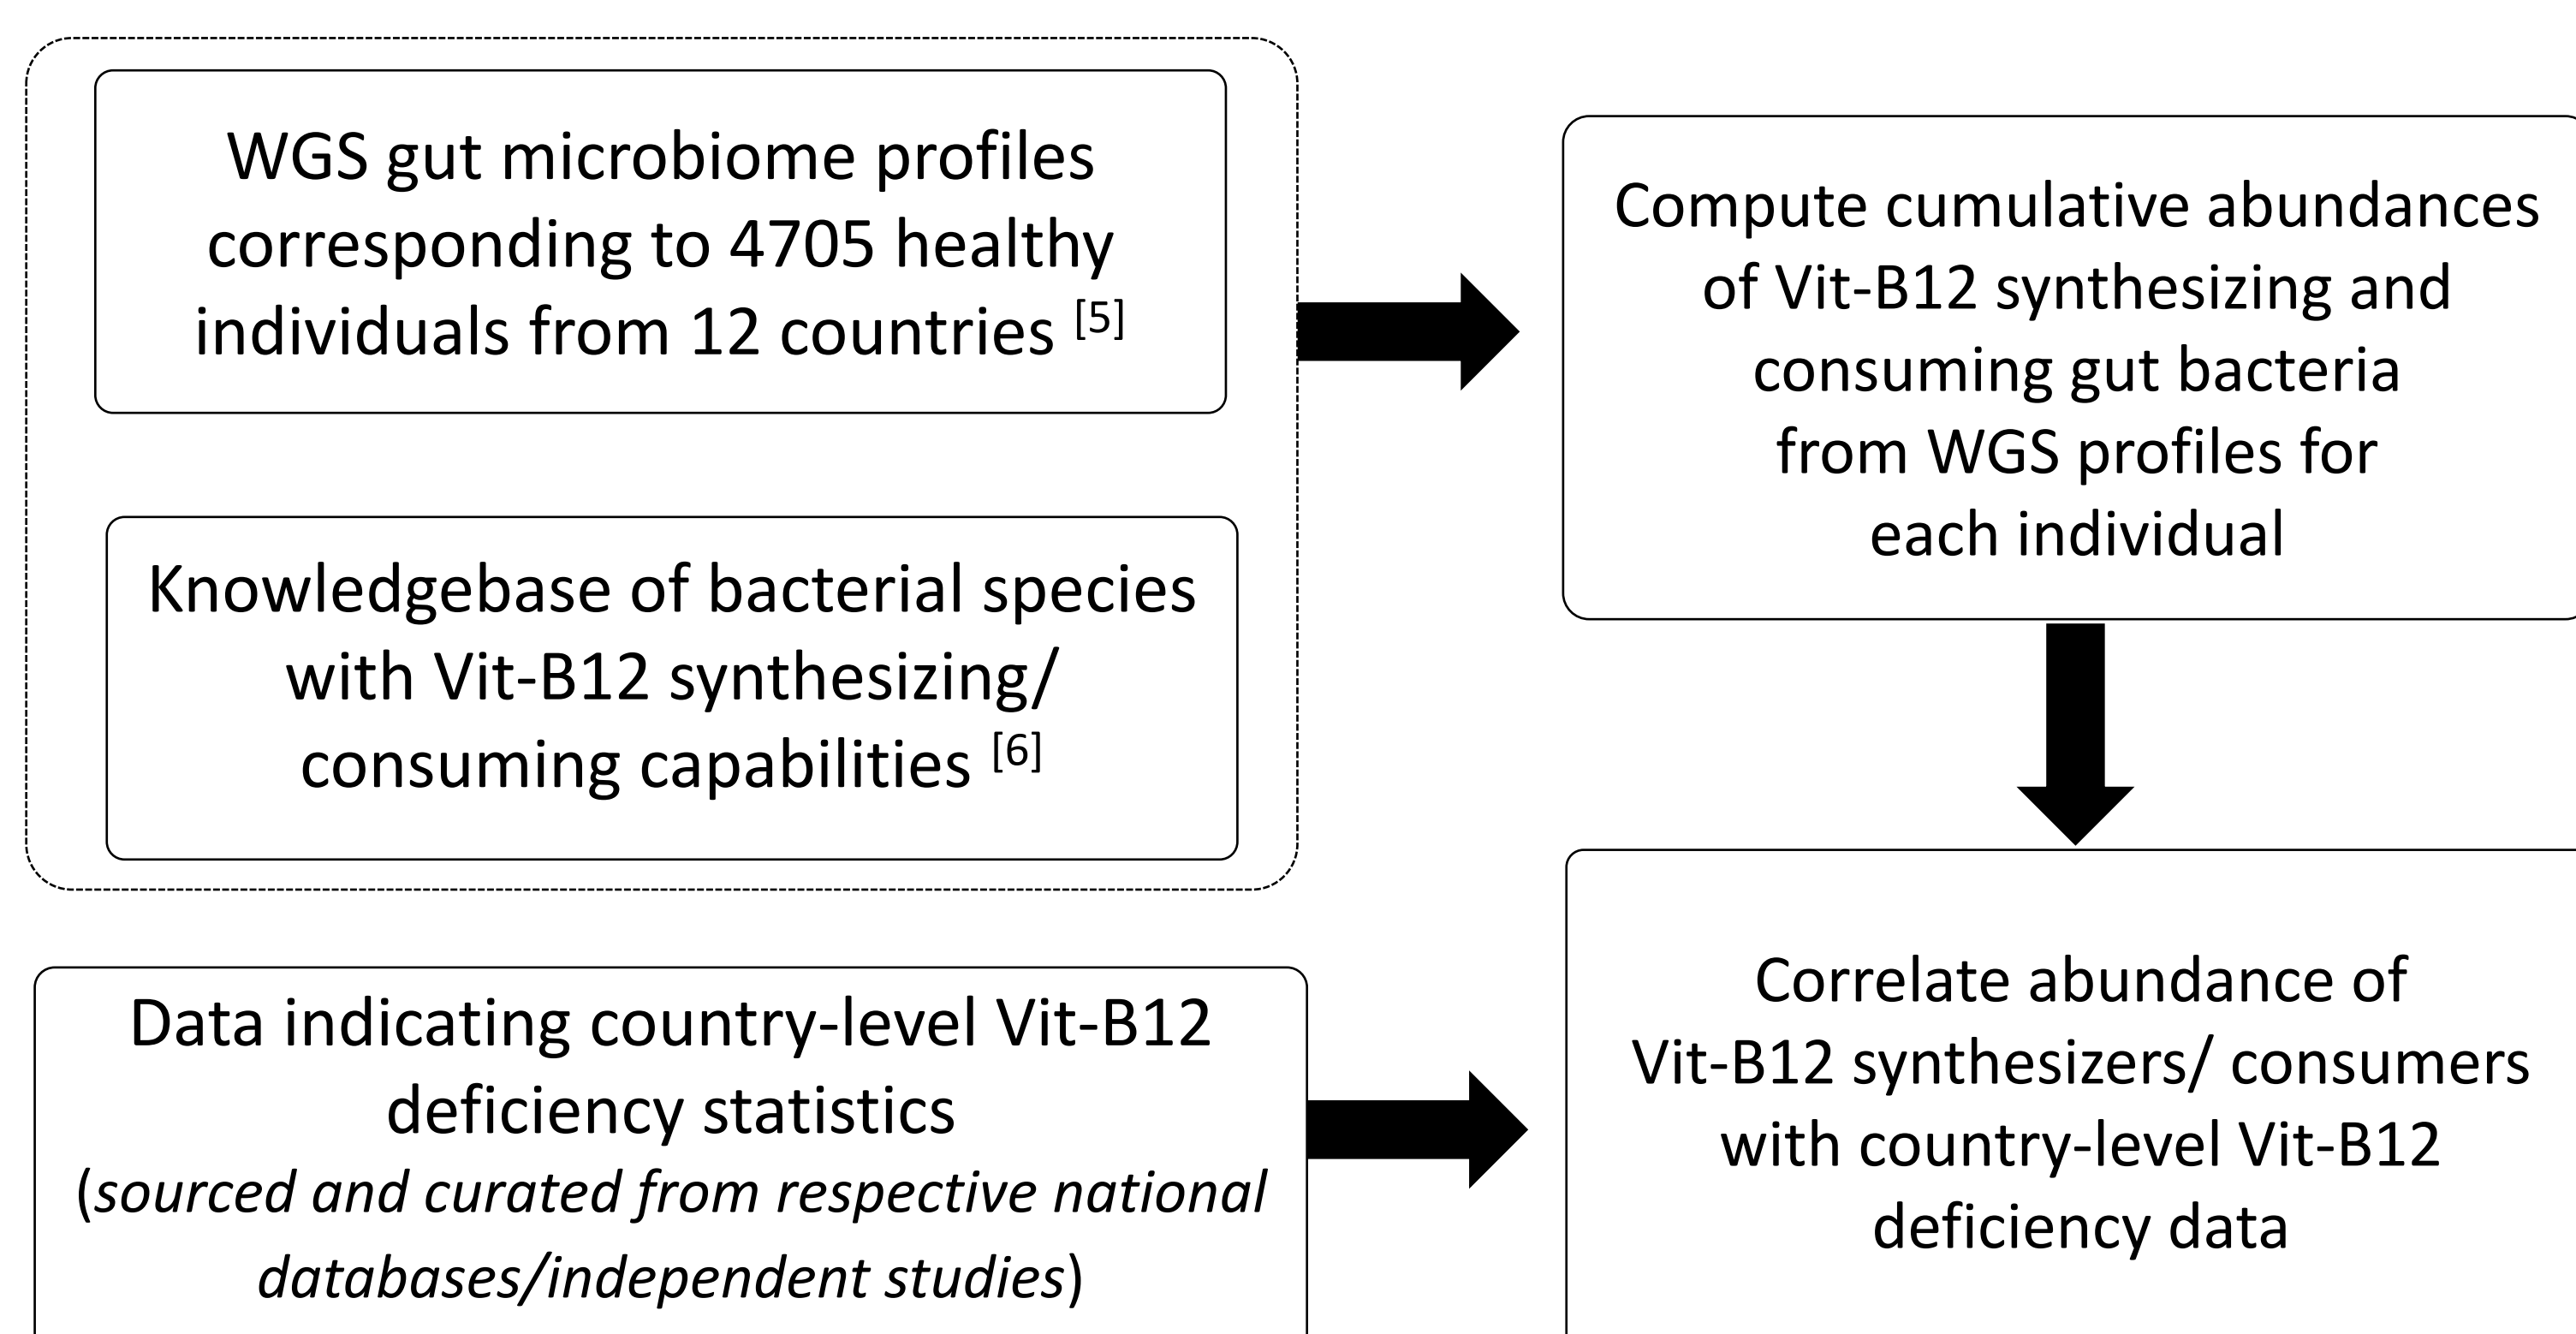 WGS gut microbiome profiles
corresponding to 4705 healthy
individuals from 12 countries [5]
Knowledgebase of bacterial species
with Vit-B12 synthesizing/
consuming capabilities [6]
Compute cumulative abundances
of Vit-B12 synthesizing and
consuming gut bacteria
from WGS profiles for
each individual
Data indicating country-level Vit-B12
deficiency statistics
(sourced and curated from respective national
databases/independent studies)
Correlate abundance of
Vit-B12 synthesizers/ consumers
with country-level Vit-B12
deficiency data